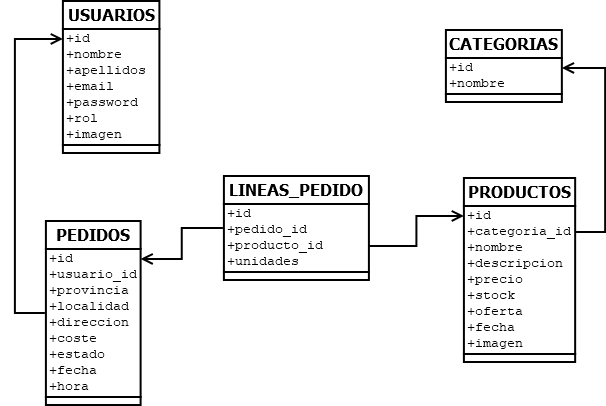 USUARIOS
+id
+nombre
+apellidos
+email
+password
+rol
+imagen
CATEGORIAS
+id
+nombre
LINEAS_PEDIDO
+id
+pedido_id
+producto_id
+unidades
PRODUCTOS
+id
+categoria_id
+nombre
+descripcion
+precio
+stock
+oferta
+fecha
+imagen
PEDIDOS
+id
+usuario_id
+provincia
+localidad
+direccion
+coste
+estado
+fecha
+hora